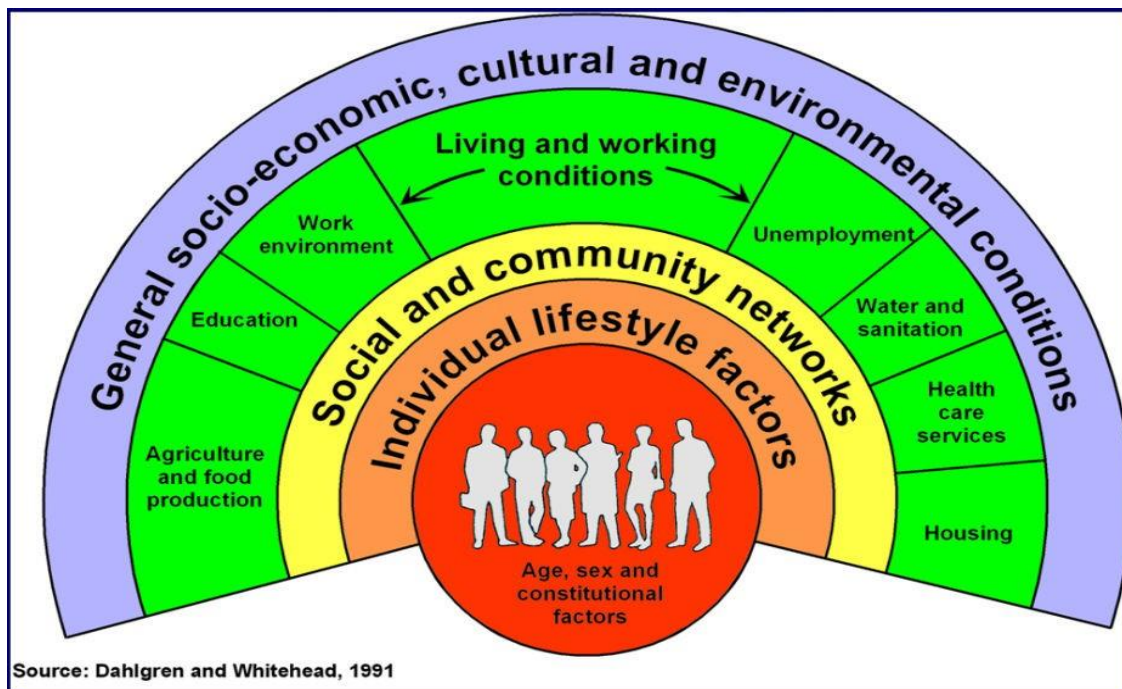 General socio-economic, cultural and environmental conditions
Living and working
conditions
Work
environment
Education
Agriculture
and food
production
Unemployment
Water and
sanitation
Health
care
services
Housing
Social and community networks
Individual lifestyle factors
Age, sex and
constitutional
factors
Source: Dahlgren and Whitehead, 1991